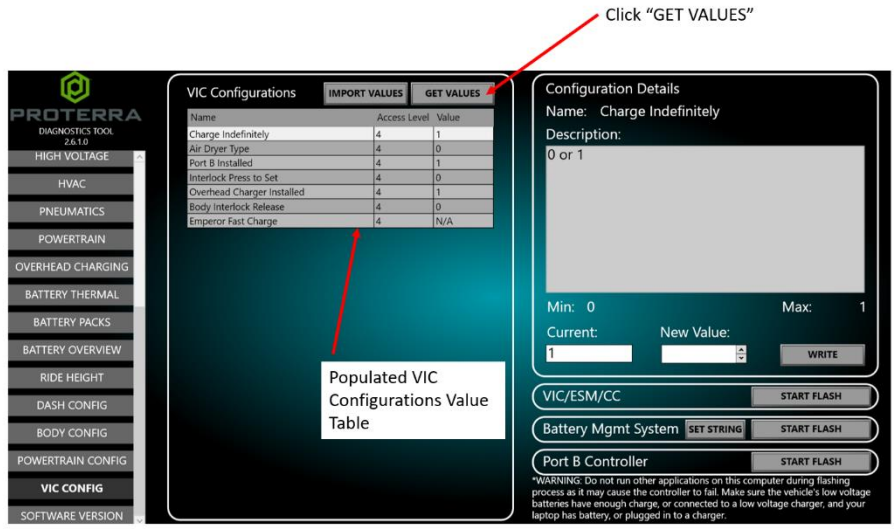 Click “GET VALUES”
PROTERRA
DIAGNOSTICS TOOL
2.6.1.0
HIGH VOLTAGE
HVAC
PNEUMATICS
POWERTRAIN
OVERHEAD CHARGING
BATTERY THERMAL
BATTERY PACKS
BATTERY OVERVIEW
RIDE HEIGHT
DASH CONFIG
BODY CONFIG
POWERTRAIN CONFIG
VIC CONFIG
SOFTWARE VERSION
VIC Configurations IMPORT VALUES GET VALUES
Name Access Level Value
Charge Indefinitely 4 1
Air Dryer Type 4 0
Port B Installed 4 1
Interlock Press to Set 4 0
Overhead Charger Installed 4 1
Body Interlock Release 4 0
Emperor Fast Charge 4 N/A
Populated VIC
Configurations Value
Table
Configuration Details
Name: Charge Indefinitely
Description:
0 or 1
Min: 0 Max: 1
Current: New Value:
1 WRITE
VIC/ESM/CC START FLASH
Battery Mgmt System SET STRING START FLASH
Port B Controller START FLASH
*WARNING: Do not run other applications on this computer during flashing
process as it may cause the controller to fail. Make sure the vehicle's low voltage
batteries have enough charge, or connected to a low voltage charger, and your
laptop has battery, or plugged in to a charger.